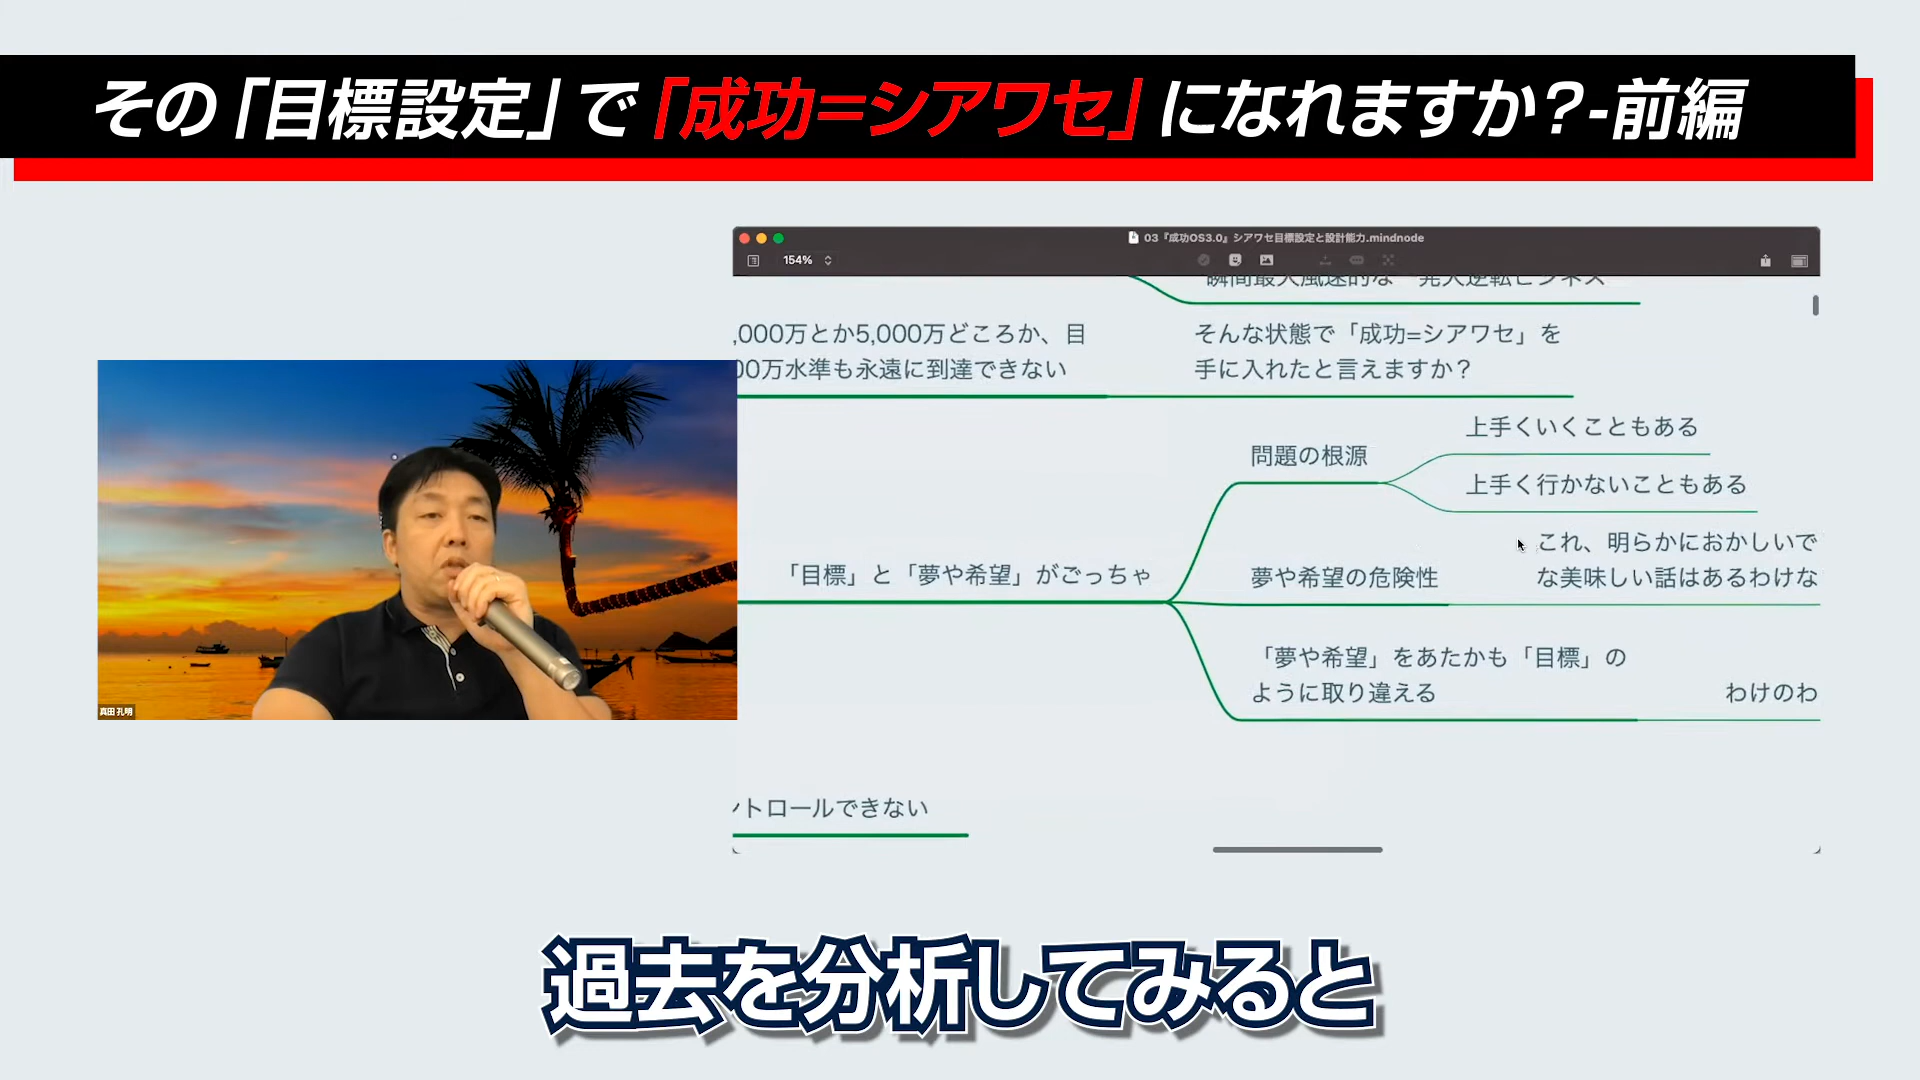 その「目標設定」で「成功=シアワセ」になれますか？-前編
03『成功OS3.0』シアワセ目標設定と設計能力.mindnode
154%
,000万とか5,000万どころか、目
00万水準も永遠に到達できない
そんな状態で「成功=シアワセ」を
手に入れたと言えますか？
問題の根源
上手くいくこともある
上手く行かないこともある
「目標」と「夢や希望」がごっちゃ
夢や希望の危険性
これ、明らかにおかしいで
な美味しい話はあるわけな
「夢や希望」をあたかも「目標」の
ように取り違える
わけのわ
トロールできない
真田 孔明
過去を分析してみると